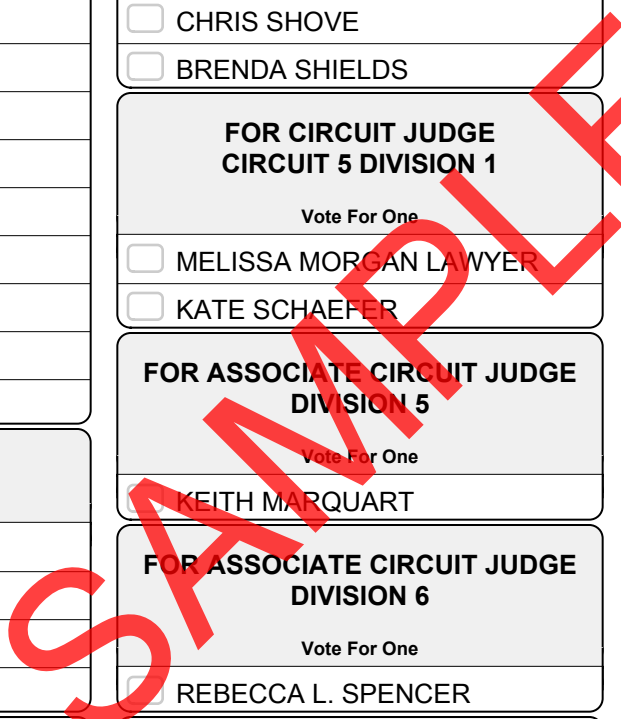 CHRIS SHOVE
BRENDA SHIELDS
FOR CIRCUIT JUDGE
CIRCUIT 5 DIVISION 1
Vote For One
MELISSA MORGAN LAWYER
KATE SCHAEFER
FOR ASSOCIATE CIRCUIT JUDGE
DIVISION 5
Vote For One
KEITH MARQUART
FOR ASSOCIATE CIRCUIT JUDGE
DIVISION 6
Vote For One
REBECCA L. SPENCER
SAMPLE